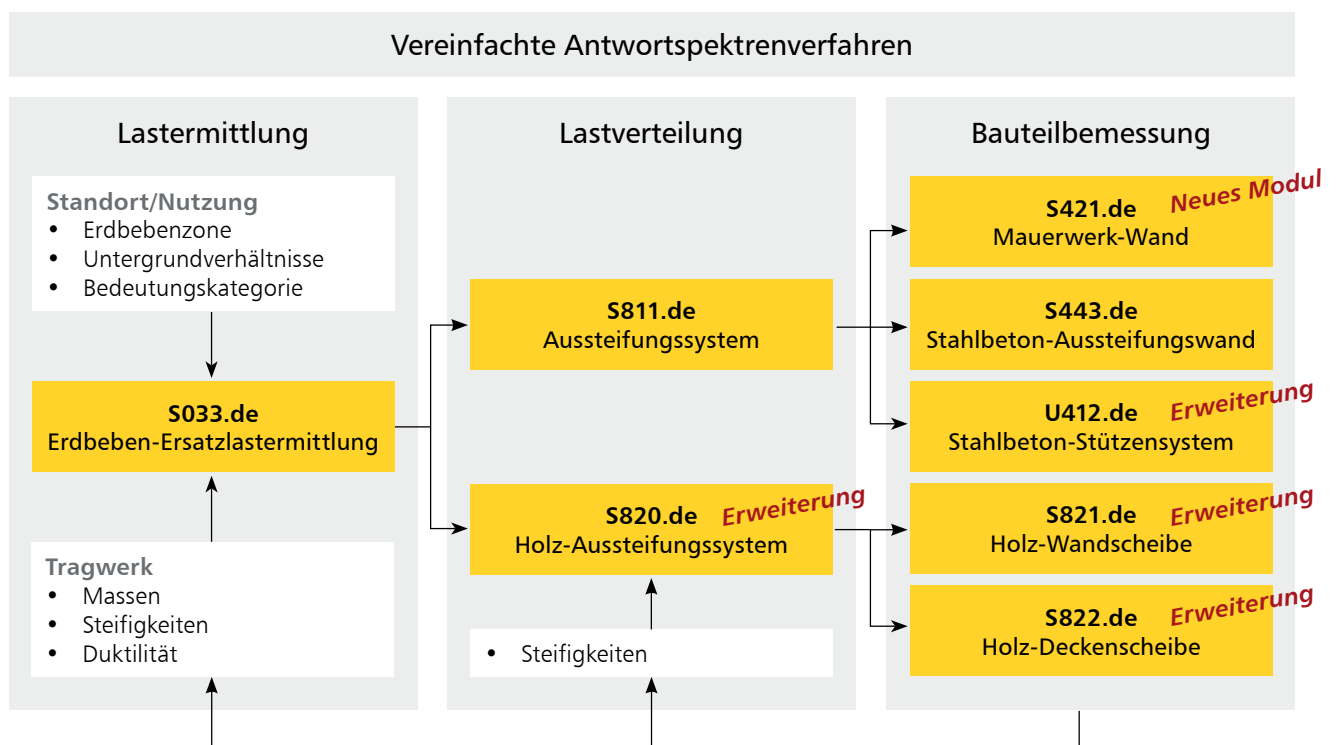 Vereinfachte Antwortspektrenverfahren
Lastermittlung
Standort/Nutzung
• Erdbebenzone
• Untergrundverhältnisse
• Bedeutungskategorie
S033.de
Erdbeben-Ersatzlastermittlung
Tragwerk
• Massen
• Steifigkeiten
• Duktilität
Lastverteilung
S811.de
Aussteifungssystem
S820.de Erweiterung
Holz-Aussteifungssystem
• Steifigkeiten
Bauteilbemessung
S421.de Neues Modul
Mauerwerk-Wand
S443.de
Stahlbeton-Aussteifungswand
U412.de Erweiterung
Stahlbeton-Stützensystem
S821.de Erweiterung
Holz-Wandscheibe
S822.de Erweiterung
Holz-Deckenscheibe